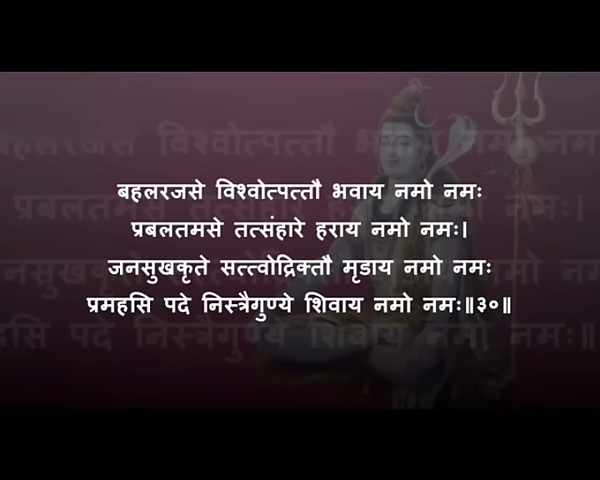 बहलरजसे विश्वोत्पत्तौ भवाय नमो नमः
प्रबलतमसे तत्संहारे हराय नमो नमः।
जनसुखकृते सत्त्वोद्रिक्तौ मृडाय नमो नमः
प्रमहसि पदे निस्त्रैगुण्ये शिवाय नमो नमः॥३०॥